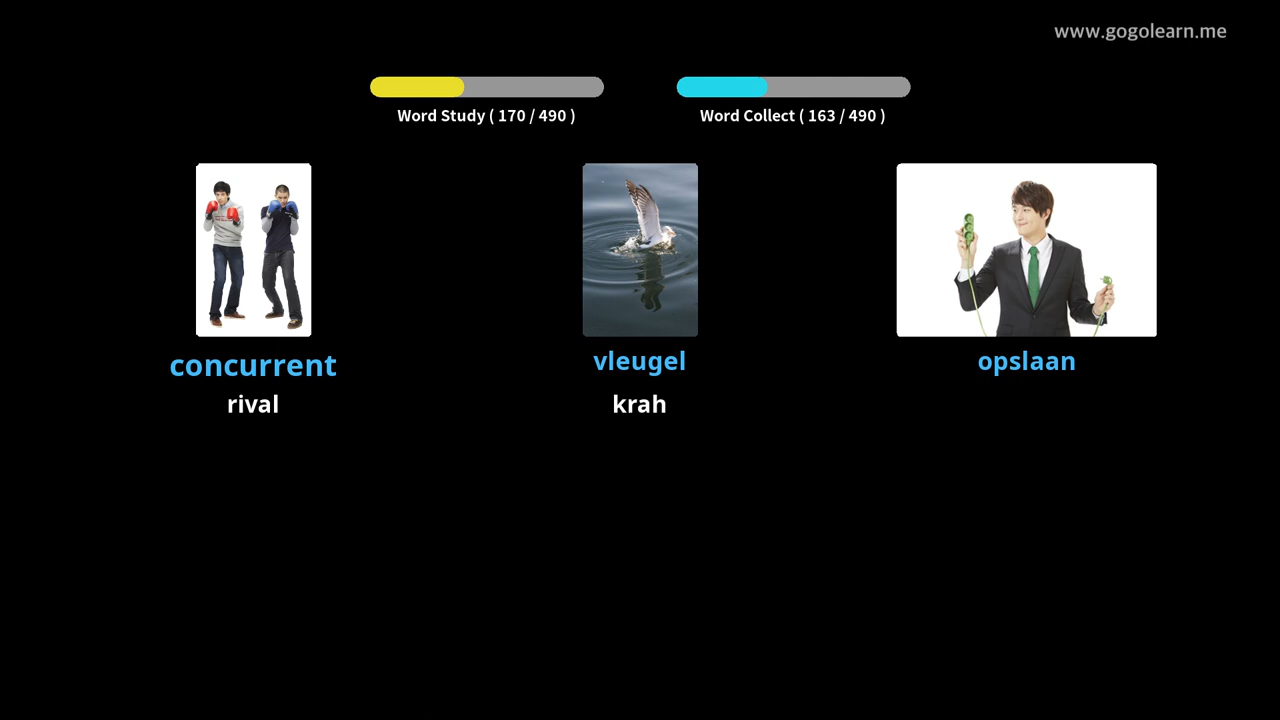 www.gogolearn.me
Word Study ( 170 / 490 )
Word Collect ( 163 / 490 )
concurrent
rival
vleugel
krah
opslaan